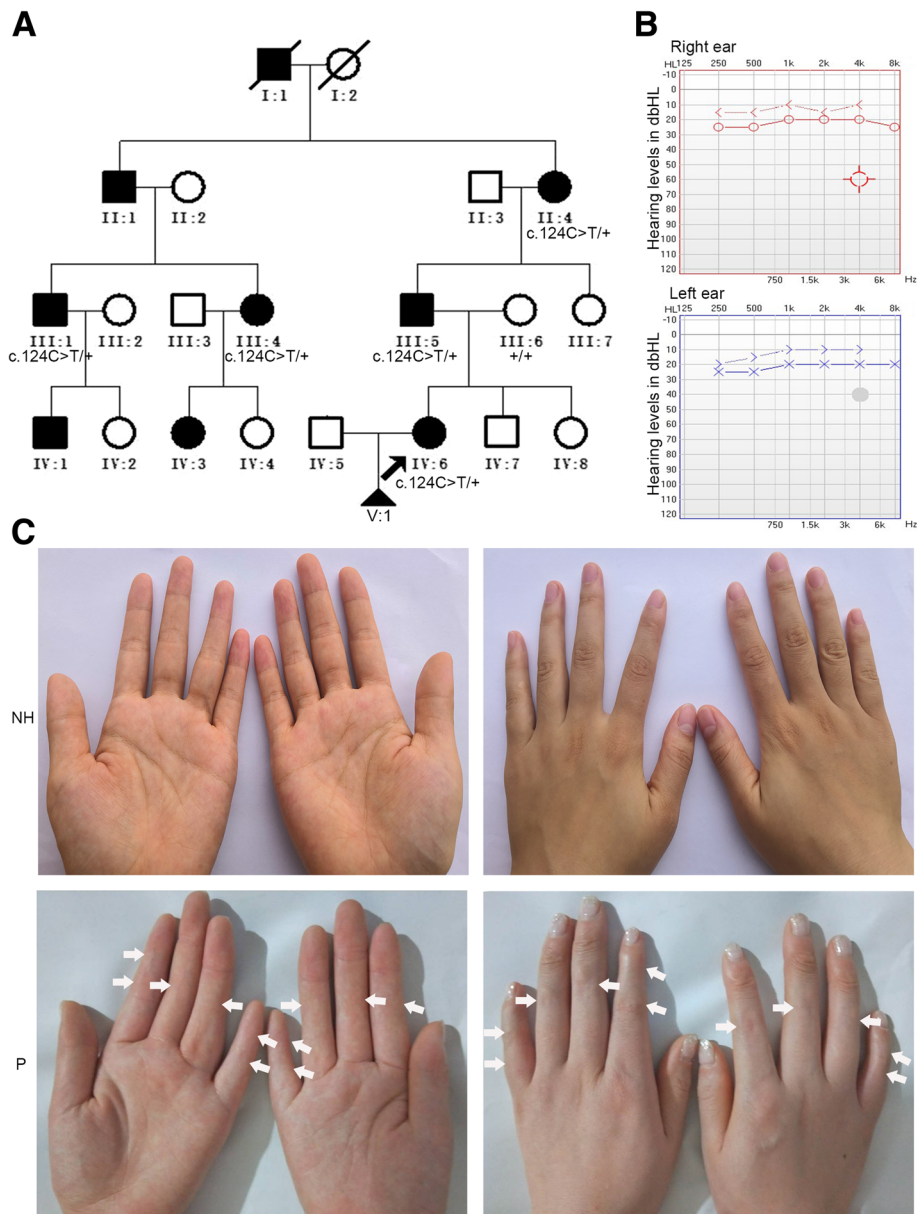 A
I:1 I:2
II:1 II:2 II:3 II:4
c.124C>T/+
III:1 III:2 III:3 III:4 III:5 III:6 III:7
c.124C>T/+ c.124C>T/+ c.124C>T/+ +/+
IV:1 IV:2 IV:3 IV:4 IV:5 IV:6 IV:7 IV:8
c.124C>T/+
V:1
B
Right ear
HL 125 250 500 1k 2k 4k 8k
-10
0
10
20
30
40
50
60
70
80
90
100
110
120
750 1.5k 3k 6k Hz
Hearing levels in dbHL
Left ear
HL 125 250 500 1k 2k 4k 8k
-10
0
10
20
30
40
50
60
70
80
90
100
110
120
750 1.5k 3k 6k Hz
Hearing levels in dbHL
C
NH
P